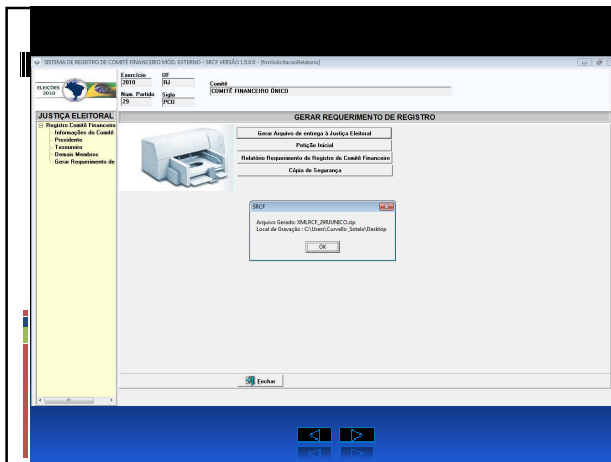 SISTEMA DE REGISTRO DE COMITÊ FINANCEIRO MÓD. EXTERNO - SRCF VERSÃO 1.0.0.0 - [frmSolicitacaoRelatorio]
ELEIÇÕES
2010
Exercício UF
2010 RJ
Comitê
COMITÊ FINANCEIRO ÚNICO
Num. Partido Sigla
29 PCO
JUSTIÇA ELEITORAL
Registro Comitê Financeiro
Informações do Comitê
Presidente
Tesoureiro
Demais Membros
Gerar Requerimento de
GERAR REQUERIMENTO DE REGISTRO
Gerar Arquivo de entrega à Justiça Eleitoral
Petição Inicial
Relatório Requerimento de Registro de Comitê Financeiro
Cópia de Segurança
SRCF
Arquivo Gerado: XMLRCF_29RJUNICO.zip
Local de Gravação : C:\Users\Curvello_Sotelo\Desktop
OK
Fechar